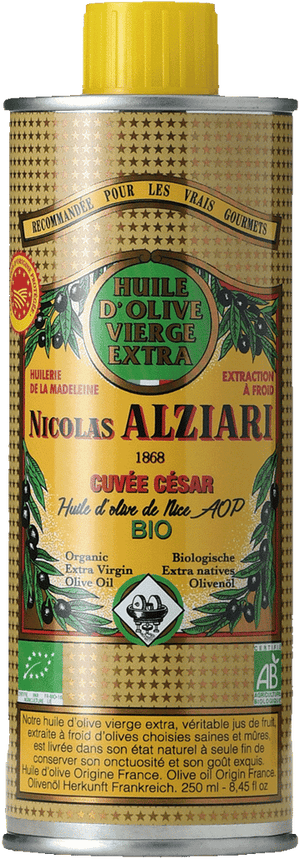 RECOMMANDÉE POUR LES VRAIS GOURMETS
HUILE
D'OLIVE
VIERGE
EXTRA
HUILERIE
DE LA MADELEINE
EXTRACTION
À FROID
NICOLAS ALZIARI
1868
CUVÉE CÉSAR
Huile d'olive de Nice AOP
BIO
Organic
Extra Virgin
Olive Oil
Biologische
Extra natives
Olivenöl
CERTIFIÉ
AB
AGRICULTURE
BIOLOGIQUE
Notre huile d'olive vierge extra, véritable jus de fruit,
extraite à froid d'olives choisies saines et mûres,
est livrée dans son état naturel à seule fin de
conserver son onctuosité et son goût exquis.
Huile d'olive Origine France. Olive oil Origin France.
Olivenöl Herkunft Frankreich. 250 ml - 8,45 fl oz